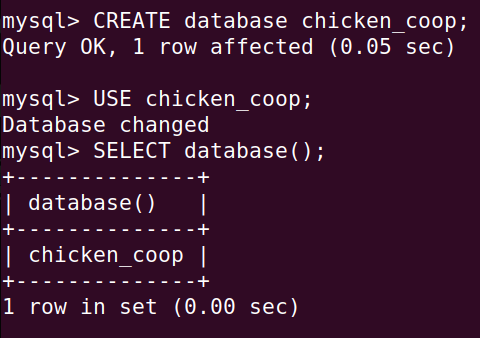 mysql> CREATE database chicken_coop;
Query OK, 1 row affected (0.05 sec)
mysql> USE chicken_coop;
Database changed
mysql> SELECT database();
+--------------+
| database()   |
+--------------+
| chicken_coop |
+--------------+
1 row in set (0.00 sec)